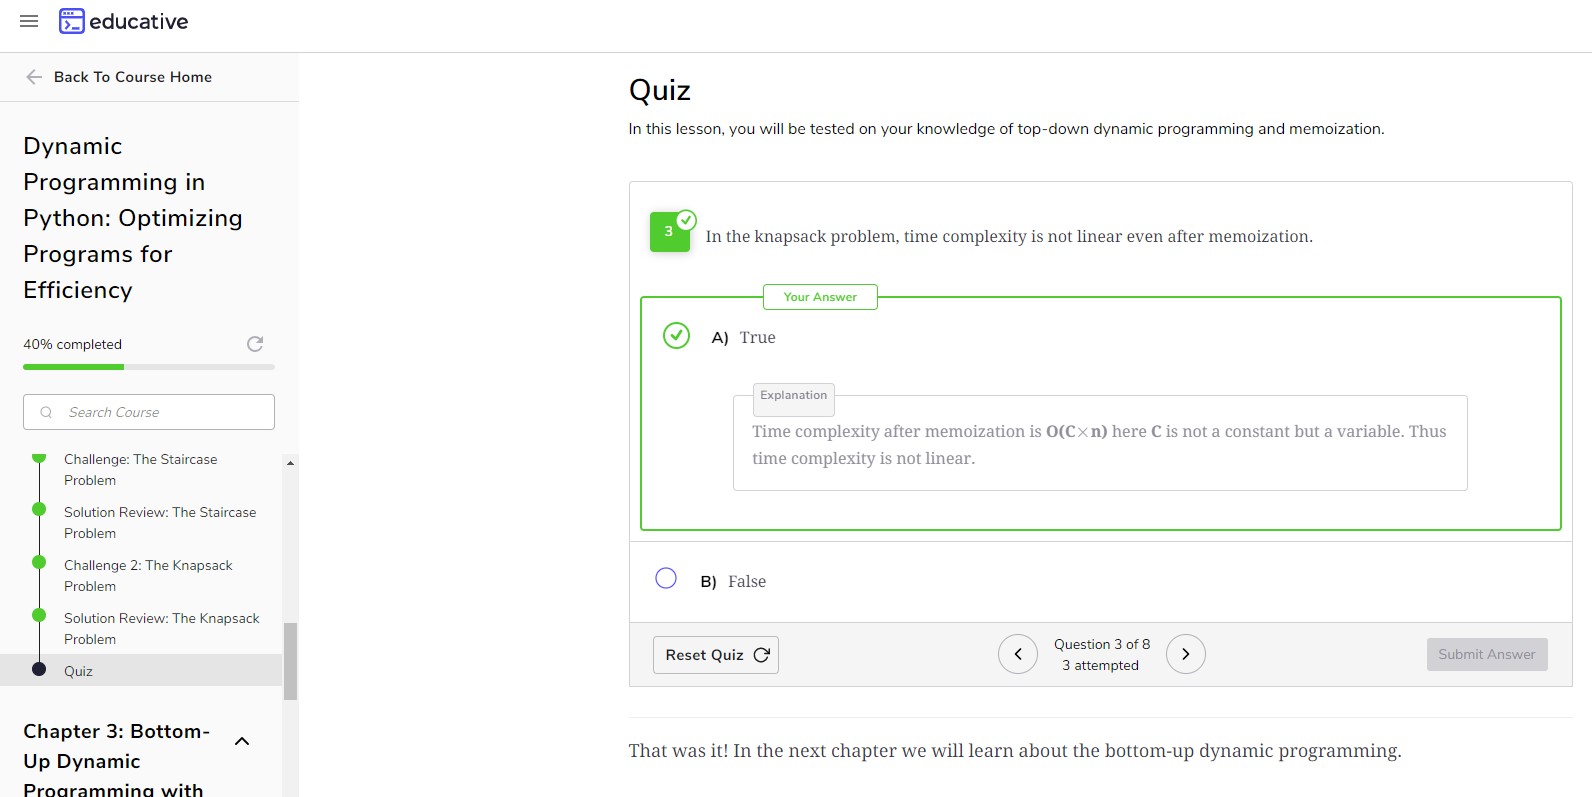 educative
Back To Course Home
Dynamic
Programming in
Python: Optimizing
Programs for
Efficiency
40% completed
Search Course
Challenge: The Staircase
Problem
Solution Review: The Staircase
Problem
Challenge 2: The Knapsack
Problem
Solution Review: The Knapsack
Problem
Quiz
Chapter 3: Bottom-
Up Dynamic
Programming with
Quiz
In this lesson, you will be tested on your knowledge of top-down dynamic programming and memoization.
3
In the knapsack problem, time complexity is not linear even after memoization.
Your Answer
A) True
Explanation
Time complexity after memoization is O(C×n) here C is not a constant but a variable. Thus
time complexity is not linear.
B) False
Reset Quiz
Question 3 of 8
3 attempted
Submit Answer
That was it! In the next chapter we will learn about the bottom-up dynamic programming.